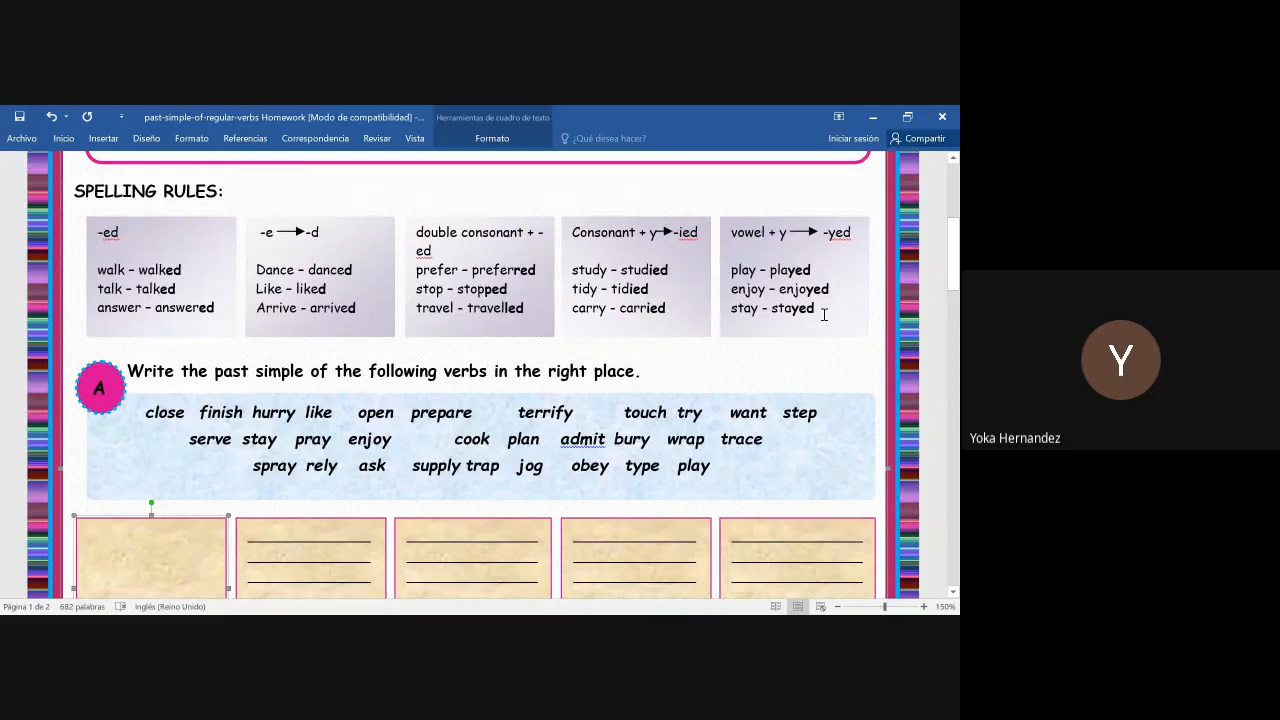 past-simple-of-regular-verbs Homework [Modo de compatibilidad] -...
Herramientas de cuadro de texto
Archivo Inicio Insertar Diseño Formato Referencias Correspondencia Revisar Vista Formato ¿Qué desea hacer? Iniciar sesión Compartir
SPELLING RULES:
-ed
walk – walked
talk – talked
answer – answered
-e -d
Dance – danced
Like – liked
Arrive – arrived
double consonant + -
ed
prefer – preferred
stop – stopped
travel – travelled
Consonant + y -ied
study – studied
tidy – tidied
carry – carried
vowel + y -yed
play – played
enjoy – enjoyed
stay – stayed
A
Write the past simple of the following verbs in the right place.
close finish hurry like open prepare terrify touch try want step
serve stay pray enjoy cook plan admit bury wrap trace
spray rely ask supply trap jog obey type play
Página 1 de 2 682 palabras Inglés (Reino Unido) 150%
Y
Yoka Hernandez